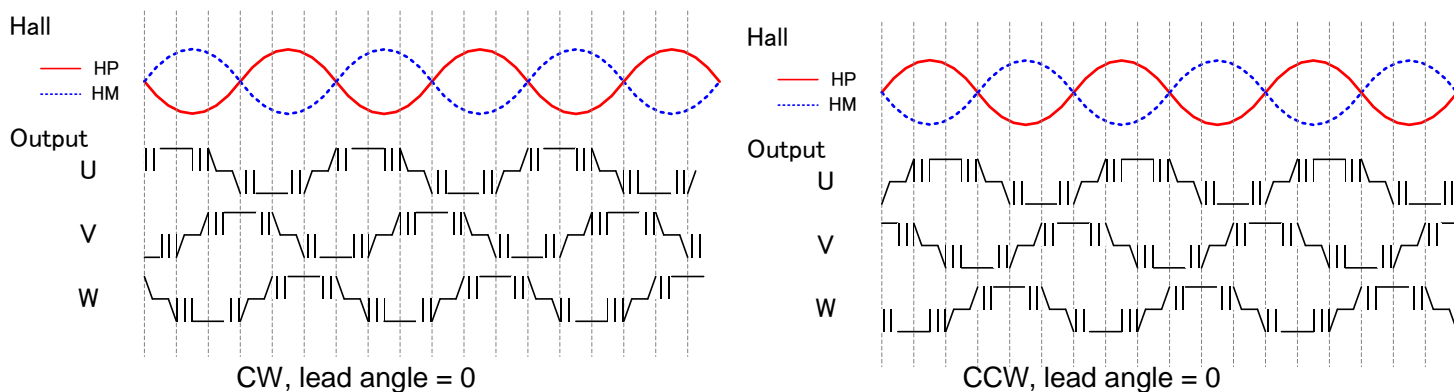 Hall
HP
HM
Output
U
V
W
CW, lead angle = 0
Hall
HP
HM
Output
U
V
W
CCW, lead angle = 0